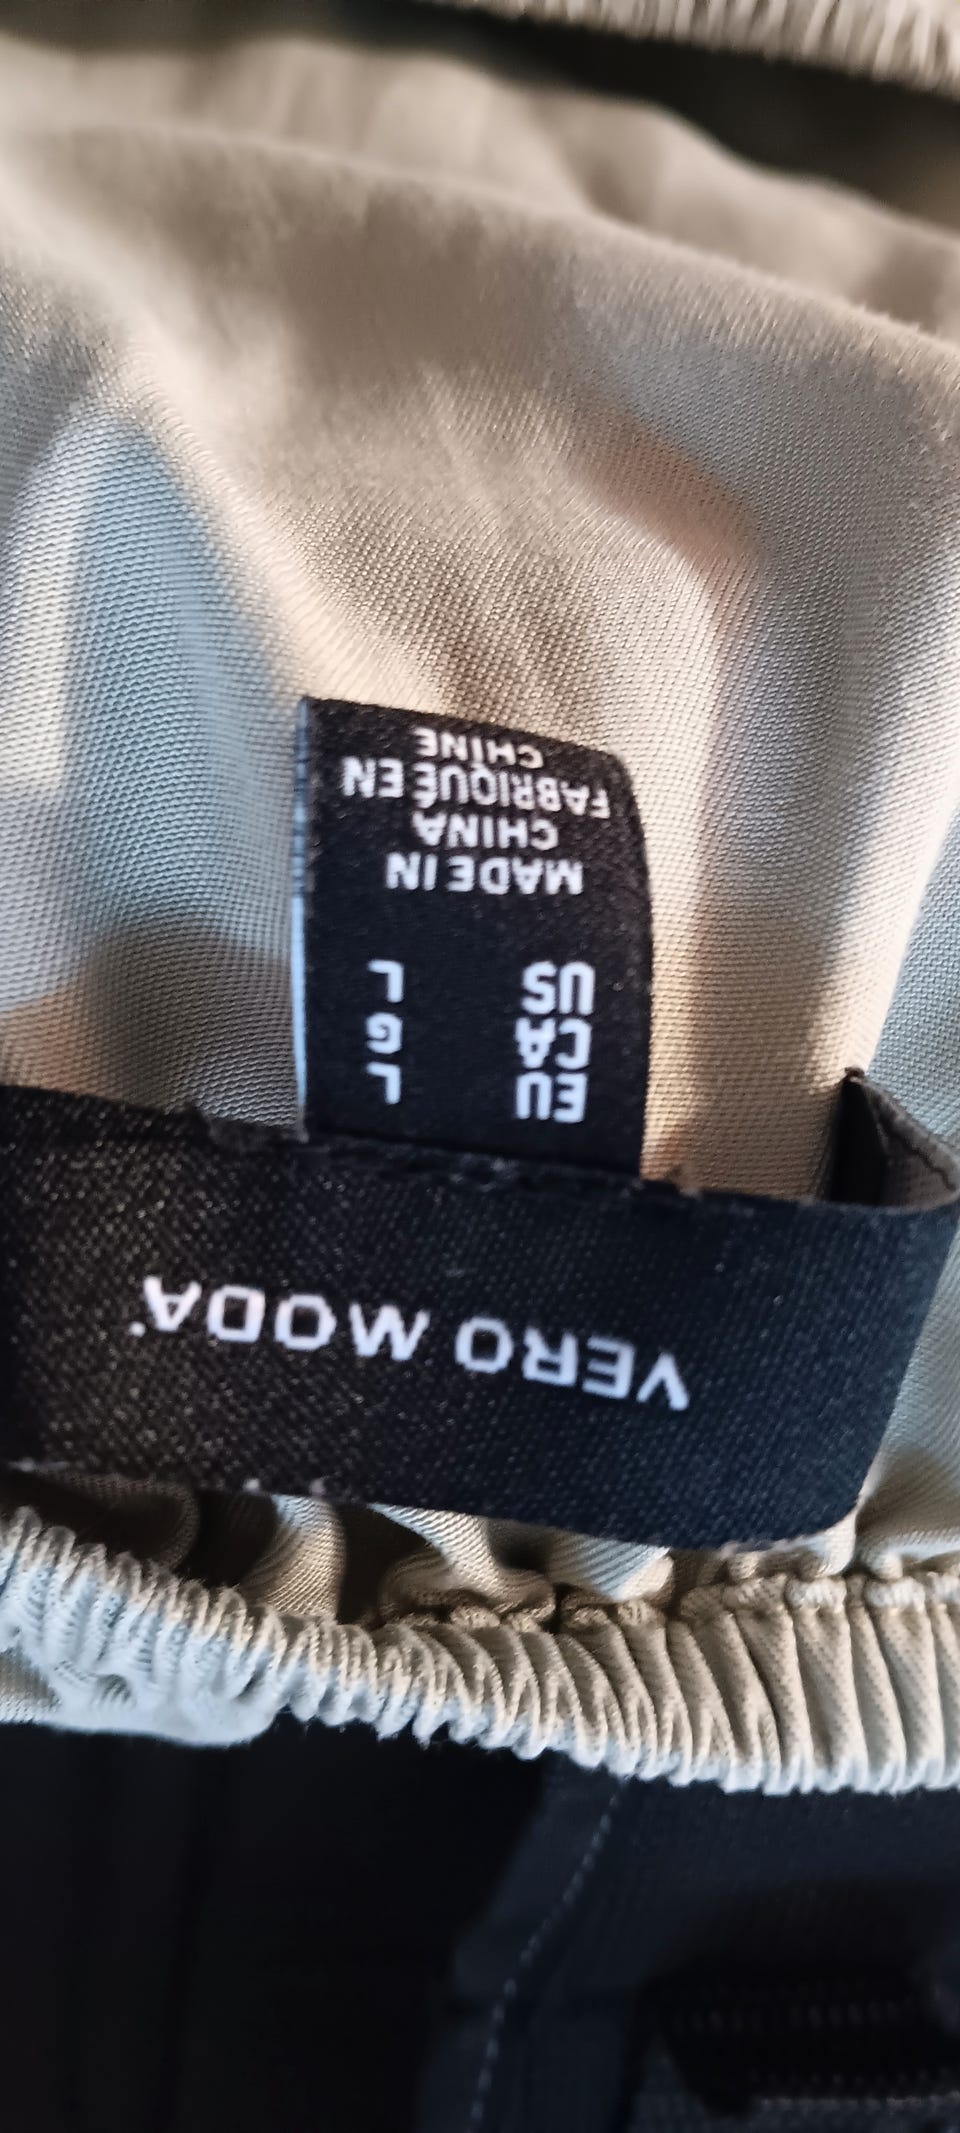 VERO MODA
EU L
CA G
US L
MADE IN
CHINA
FABRIQUÉ EN
CHINE